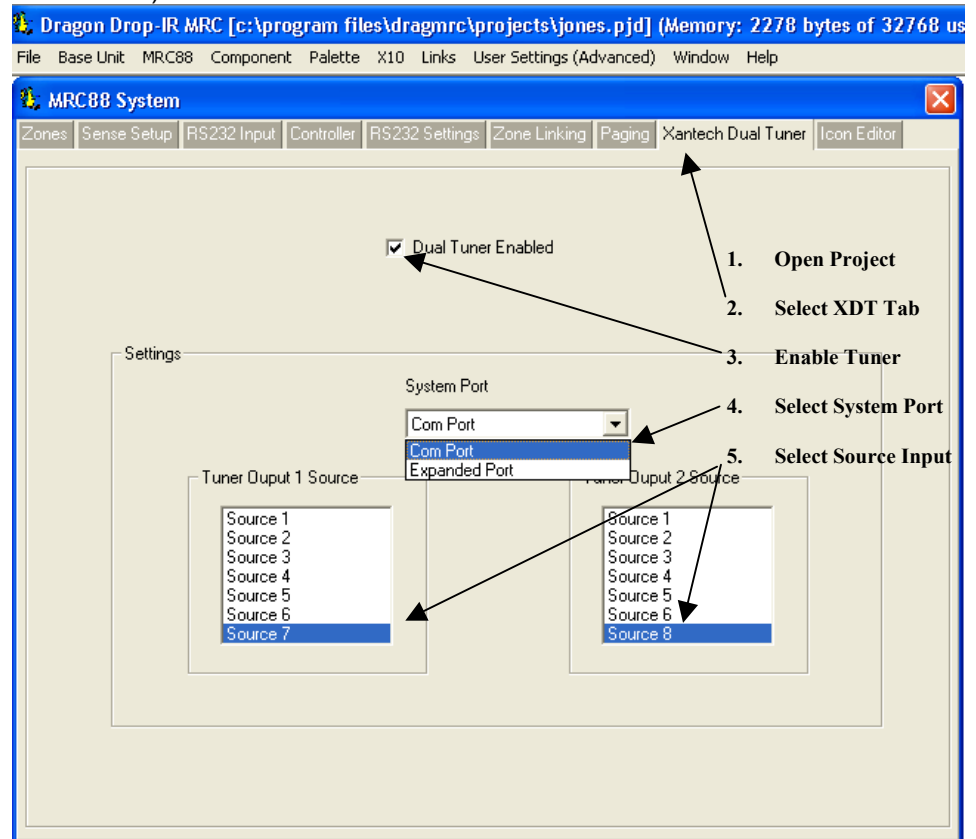 Dragon Drop-IR MRC [c:\program files\dragmrc\projects\jones.pjd] (Memory: 2278 bytes of 32768 us
File Base Unit MRC88 Component Palette X10 Links User Settings (Advanced) Window Help
MRC88 System
Zones Sense Setup RS232 Input Controller RS232 Settings Zone Linking Paging Xantech Dual Tuner Icon Editor
Dual Tuner Enabled
1. Open Project
2. Select XDT Tab
3. Enable Tuner
4. Select System Port
5. Select Source Input
Settings
System Port
Com Port
Com Port
Expanded Port
Tuner Ouput 1 Source
Source 1
Source 2
Source 3
Source 4
Source 5
Source 6
Source 7
Tuner Ouput 2 Source
Source 1
Source 2
Source 3
Source 4
Source 5
Source 6
Source 8